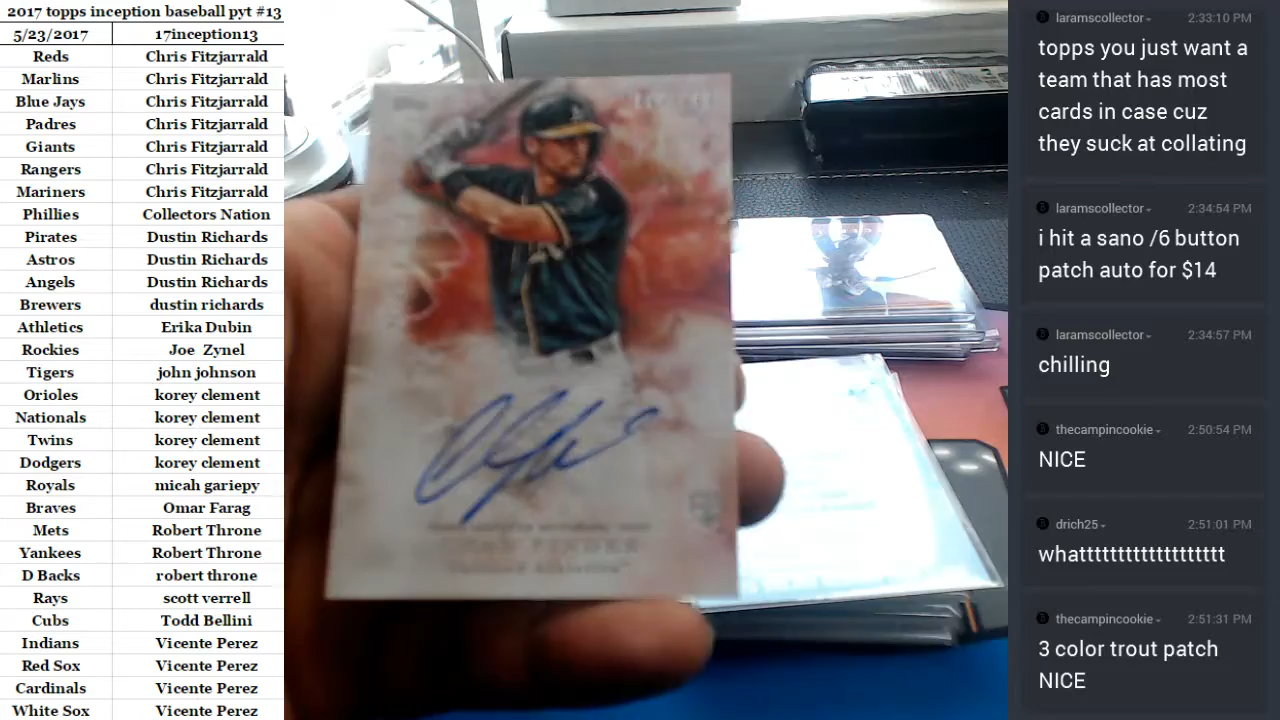 2017 topps inception baseball pyt #13
5/23/2017 17inception13
Reds Chris Fitzjarrald
Marlins Chris Fitzjarrald
Blue Jays Chris Fitzjarrald
Padres Chris Fitzjarrald
Giants Chris Fitzjarrald
Rangers Chris Fitzjarrald
Mariners Chris Fitzjarrald
Phillies Collectors Nation
Pirates Dustin Richards
Astros Dustin Richards
Angels Dustin Richards
Brewers dustin richards
Athletics Erika Dubin
Rockies Joe Zynel
Tigers john johnson
Orioles korey clement
Nationals korey clement
Twins korey clement
Dodgers korey clement
Royals micah gariepy
Braves Omar Farag
Mets Robert Throne
Yankees Robert Throne
D Backs robert throne
Rays scott verrell
Cubs Todd Bellini
Indians Vicente Perez
Red Sox Vicente Perez
Cardinals Vicente Perez
White Sox Vicente Perez
laramscollector 2:33:10 PM
topps you just want a
team that has most
cards in case cuz
they suck at collating
laramscollector 2:34:54 PM
i hit a sano /6 button
patch auto for $14
laramscollector 2:34:57 PM
chilling
thecampincookie 2:50:54 PM
NICE
drich25 2:51:01 PM
whatttttttttttttttttttt
thecampincookie 2:51:31 PM
3 color trout patch
NICE